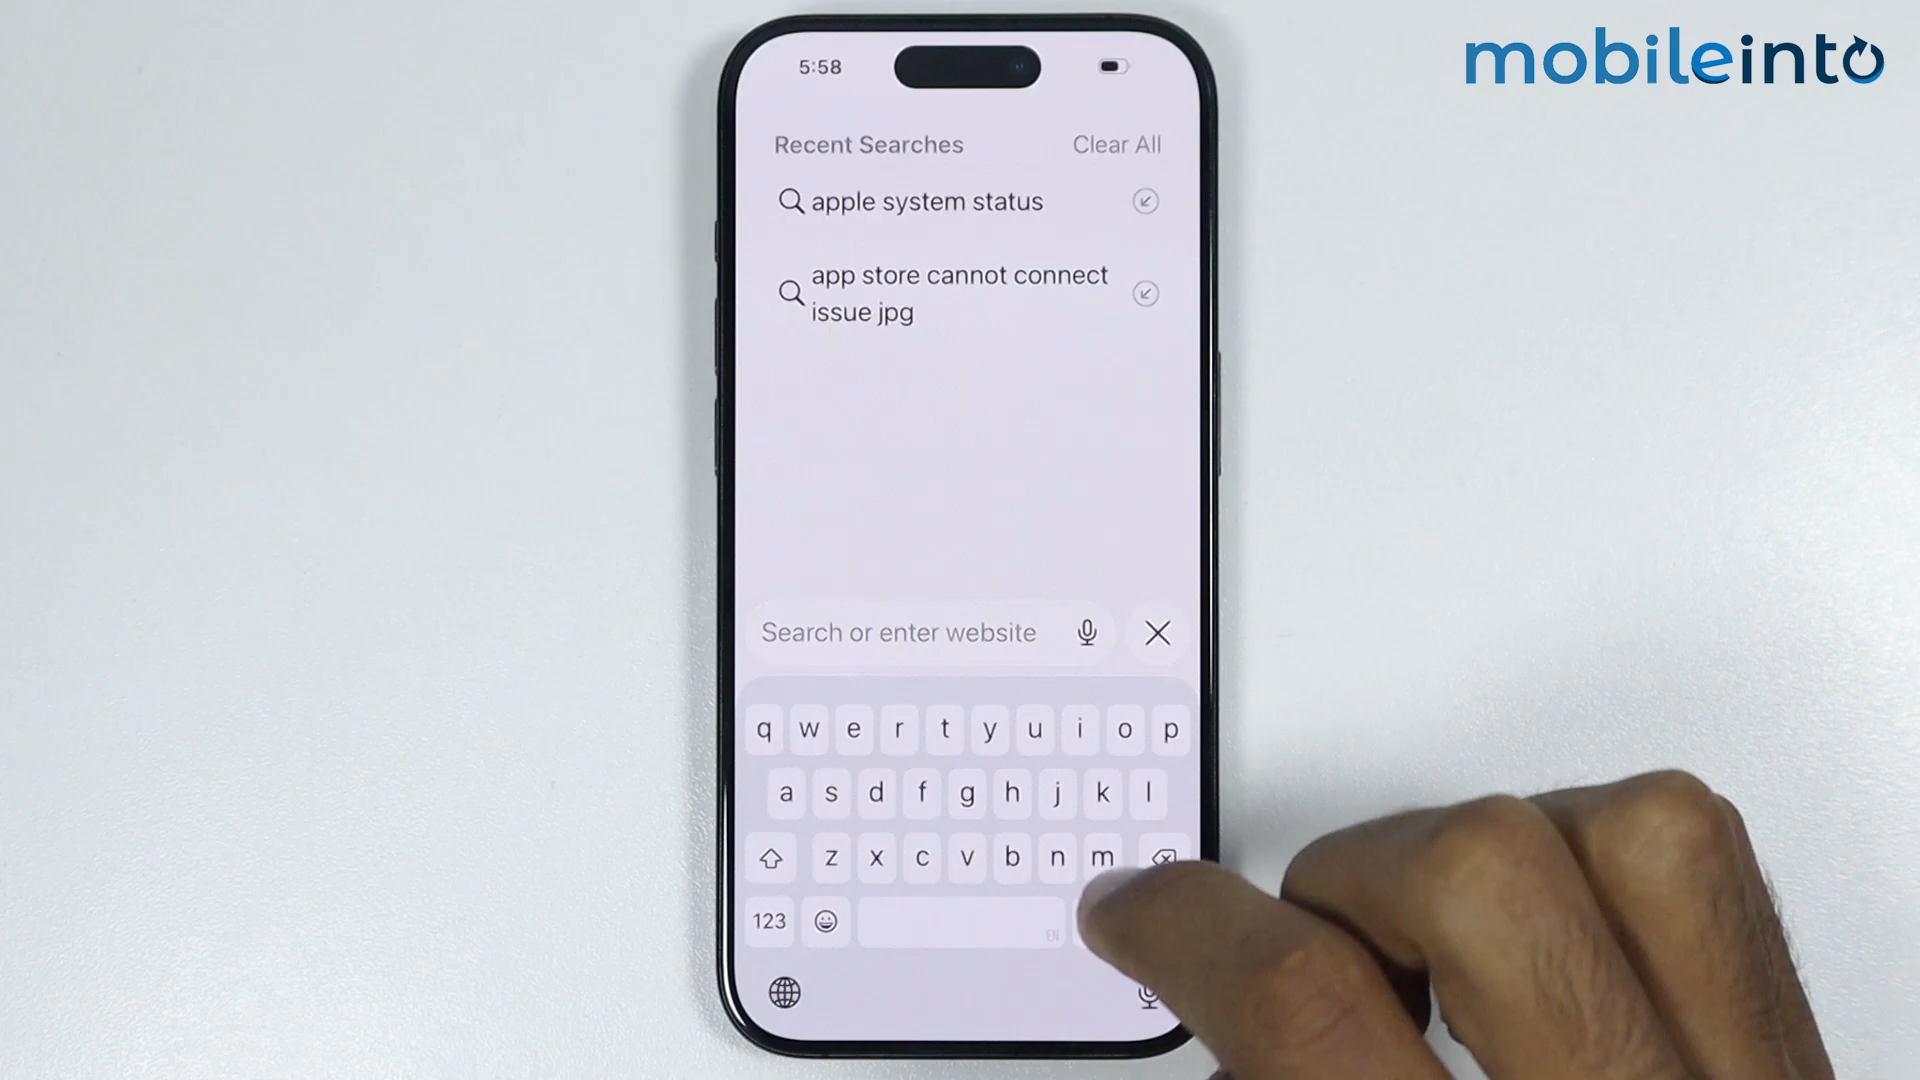 mobileinto
5:58
Recent Searches Clear All
apple system status
app store cannot connect
issue jpg
Search or enter website
q w e r t y u i o p
a s d f g h j k l
z x c v b n m
123
EN